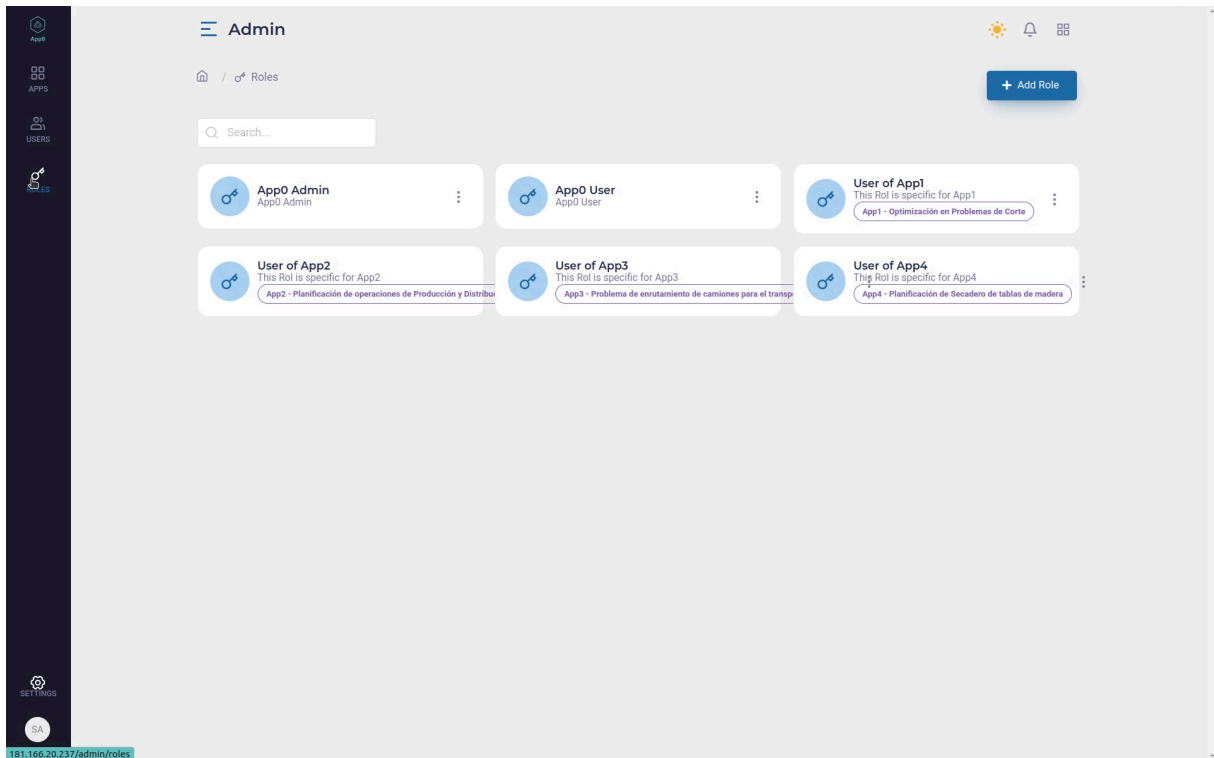 App0
APPS
USERS
ROLES
SETTINGS
SA
Admin
/ Roles
+ Add Role
Search...
App0 Admin
App0 Admin
App0 User
App0 User
User of App1
This Rol is specific for App1
App1 - Optimización en Problemas de Corte
User of App2
This Rol is specific for App2
App2 - Planificación de operaciones de Producción y Distribu
User of App3
This Rol is specific for App3
App3 - Problema de enrutamiento de camiones para el transp
User of App4
This Rol is specific for App4
App4 - Planificación de Secadero de tablas de madera
181.166.20.237/admin/roles